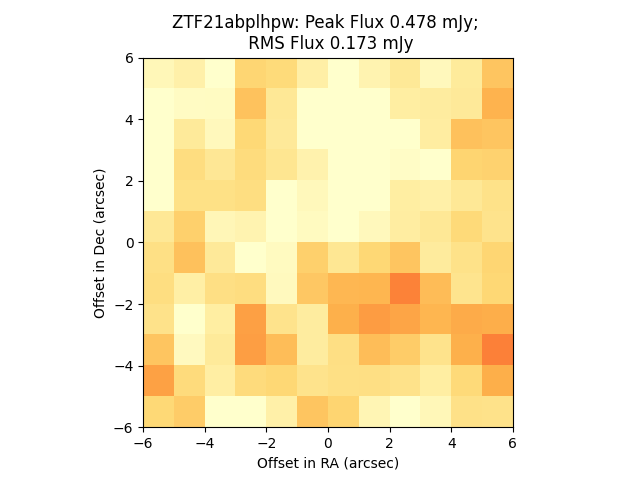 ZTF21abplhpw: Peak Flux 0.478 mJy;
RMS Flux 0.173 mJy
6
4
2
0
−2
−4
−6
Offset in Dec (arcsec)
−6 −4 −2 0 2 4 6
Offset in RA (arcsec)